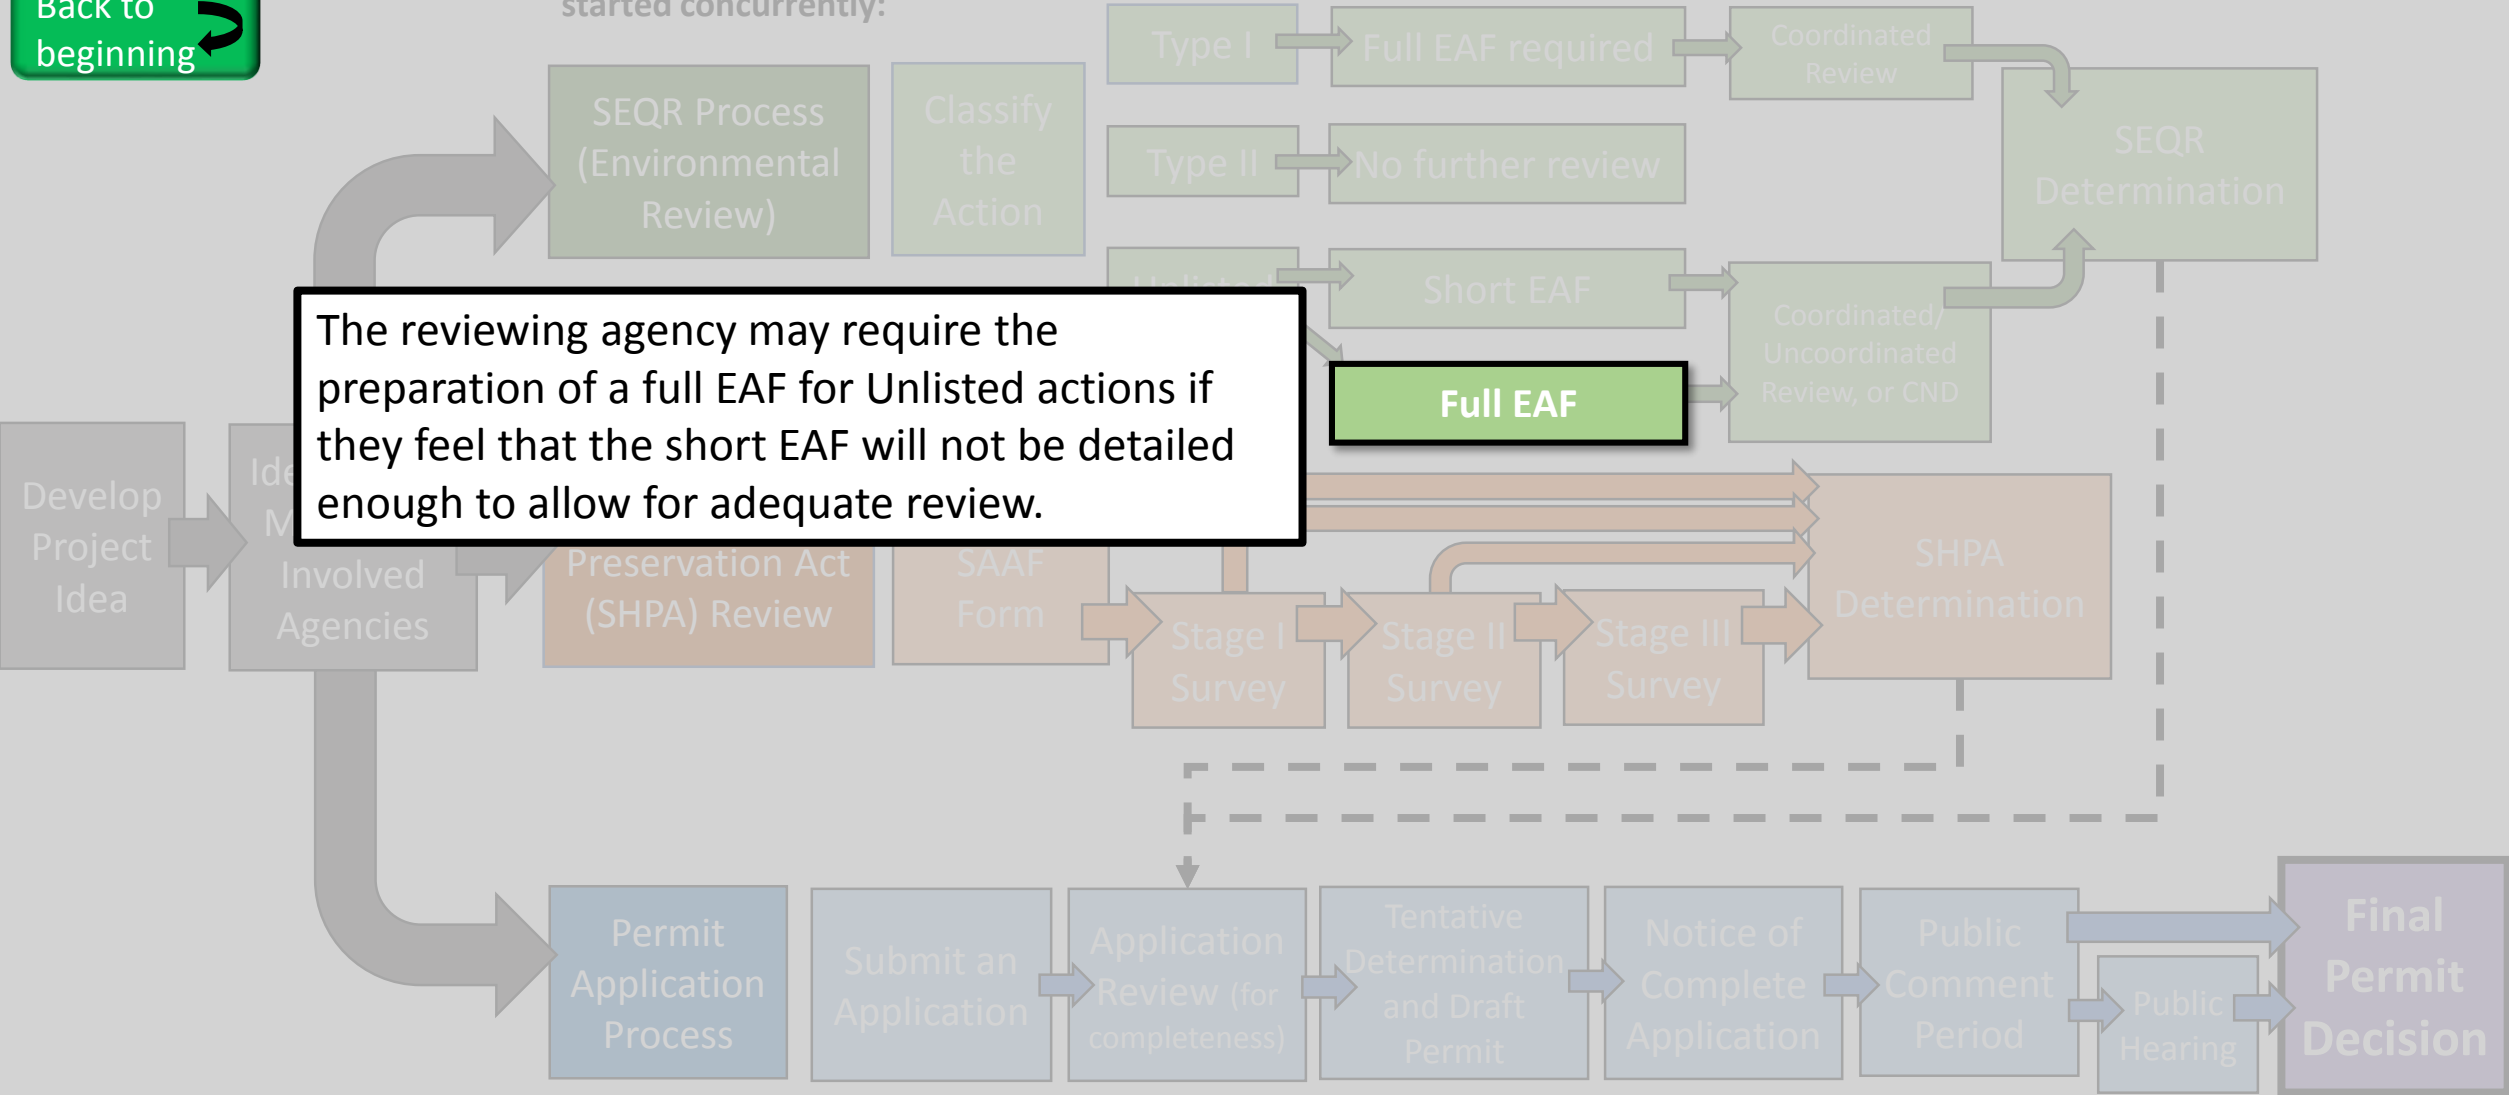 Back to
beginning
started concurrently:
Type I
Full EAF required
Coordinated
Review
SEQR Process
(Environmental
Review)
Classify
the
Action
Type II
No further review
SEQR
Determination
Unlisted
Short EAF
Coordinated/
Uncoordinated
Review, or CND
The reviewing agency may require the
preparation of a full EAF for Unlisted actions if
they feel that the short EAF will not be detailed
enough to allow for adequate review.
Full EAF
Develop
Project
Idea
Involved
Agencies
Preservation Act
(SHPA) Review
SAAF
Form
Stage I
Survey
Stage II
Survey
Stage III
Survey
SHPA
Determination
Permit
Application
Process
Submit an
Application
Application
Review (for
completeness)
Tentative
Determination
and Draft
Permit
Notice of
Complete
Application
Public
Comment
Period
Public
Hearing
Final
Permit
Decision